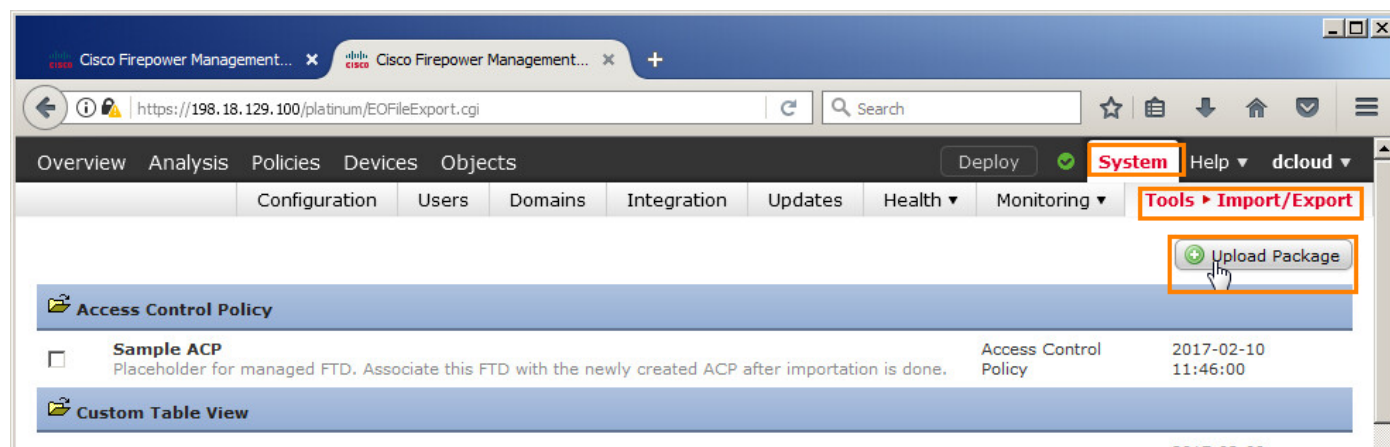 Cisco Firepower Manage­ment... × Cisco Firepower Management... × +
https://198.18.129.100/platinum/EOFileExport.cgi Search
Overview Analysis Policies Devices Objects Deploy System Help ▾ dcloud ▾
Configuration Users Domains Integration Updates Health ▾ Monitoring ▾ Tools ▸ Import/Export
Upload Package
Access Control Policy
Sample ACP Access Control Policy 2017-02-10 11:46:00
Placeholder for managed FTD. Associate this FTD with the newly created ACP after importation is done.
Custom Table View